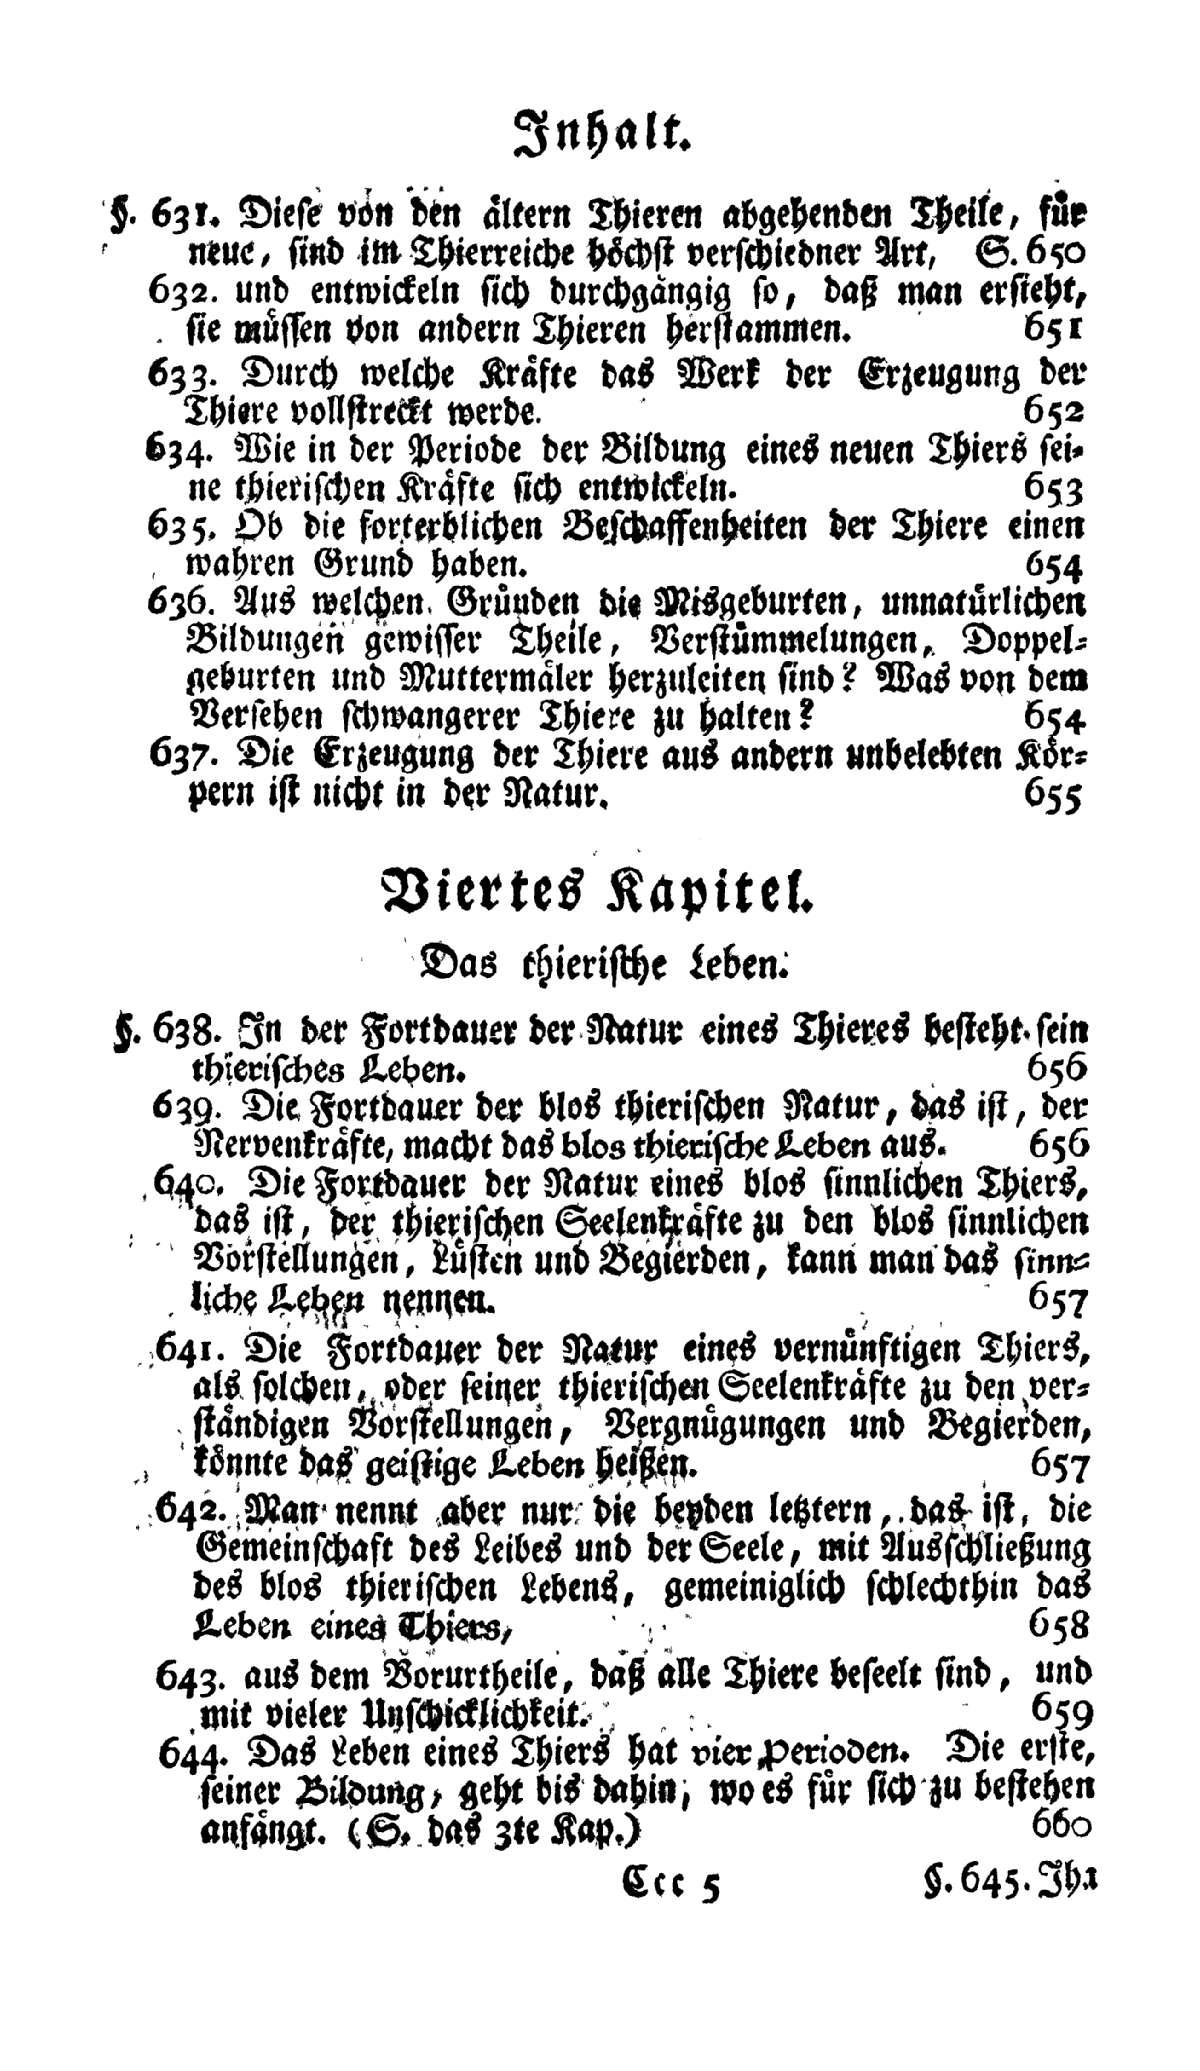 Inhalt.
§. 631. Diese von den ältern Thieren abgehenden Theile, für
neue, sind im Thierreiche höchst verschiedner Art, S. 650
632. und entwickeln sich durchgängig so, daß man ersieht,
sie müssen von andern Thieren herstammen. 651
633. Durch welche Kräfte das Werk der Erzeugung der
Thiere vollstreckt werde. 652
634. Wie in der Periode der Bildung eines neuen Thiers sei-
ne thierischen Kräfte sich entwickeln. 653
635. Ob die forterblichen Beschaffenheiten der Thiere einen
wahren Grund haben. 654
636. Aus welchen Gründen die Misgeburten, unnatürlichen
Bildungen gewisser Theile, Verstümmelungen, Doppel-
geburten und Muttermäler herzuleiten sind? Was von dem
Versehen schwangerer Thiere zu halten? 654
637. Die Erzeugung der Thiere aus andern unbelebten Kör-
pern ist nicht in der Natur. 655
Viertes Kapitel.
Das thierische Leben.
§. 638. In der Fortdauer der Natur eines Thieres besteht sein
thierisches Leben. 656
639. Die Fortdauer der blos thierischen Natur, das ist, der
Nervenkräfte, macht das blos thierische Leben aus. 656
640. Die Fortdauer der Natur eines blos sinnlichen Thiers,
das ist, der thierischen Seelenkräfte zu den blos sinnlichen
Vorstellungen, Lüsten und Begierden, kann man das sinn-
liche Leben nennen. 657
641. Die Fortdauer der Natur eines vernünftigen Thiers,
als solchen, oder seiner thierischen Seelenkräfte zu den ver-
ständigen Vorstellungen, Vergnügungen und Begierden,
könnte das geistige Leben heißen. 657
642. Man nennt aber nur die beyden letztern, das ist, die
Gemeinschaft des Leibes und der Seele, mit Ausschließung
des blos thierischen Lebens, gemeiniglich schlechthin das
Leben eines Thiers, 658
643. aus dem Vorurtheile, daß alle Thiere beseelt sind, und
mit vieler Unschicklichkeit. 659
644. Das Leben eines Thiers hat vier Perioden. Die erste,
seiner Bildung, geht bis dahin, wo es für sich zu bestehen
anfängt. (S. das 3te Kap.) 660
Ccc 5 §. 645. Ihr